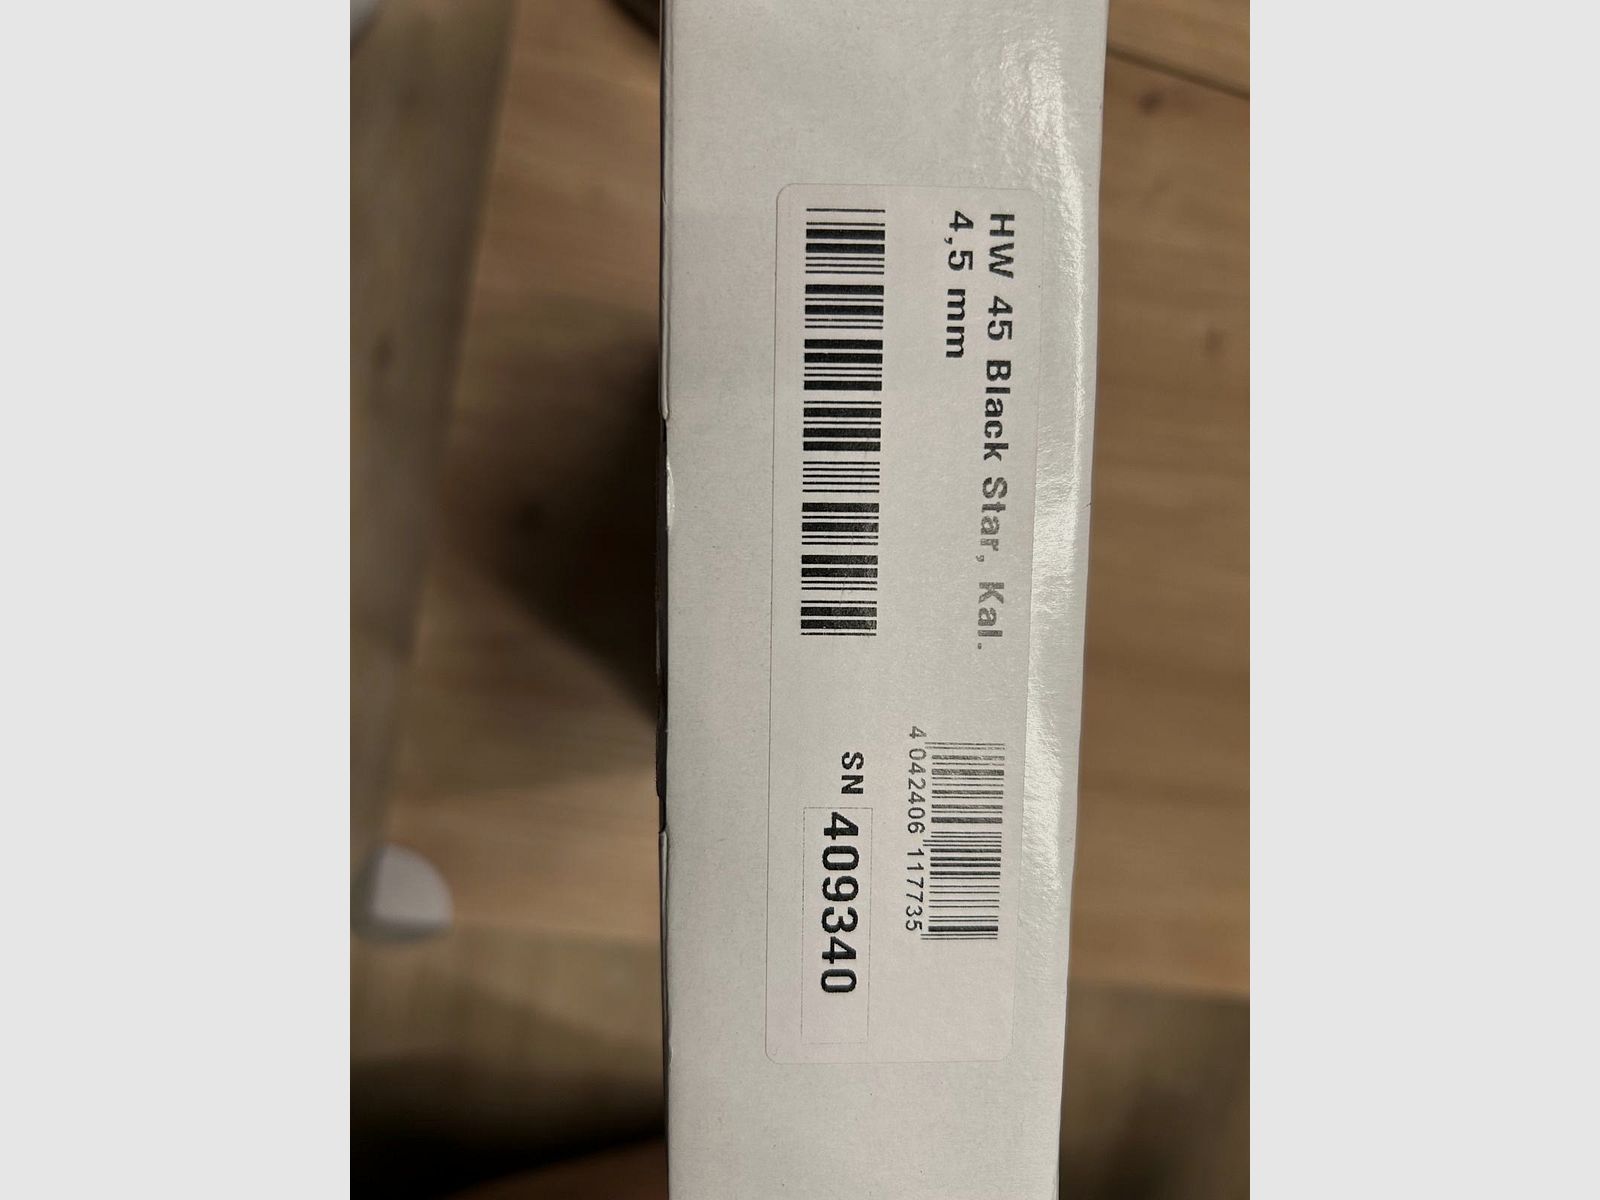 HW 45 Black Star, Kal.
4,5 mm
4 042406 117735
SN 409340